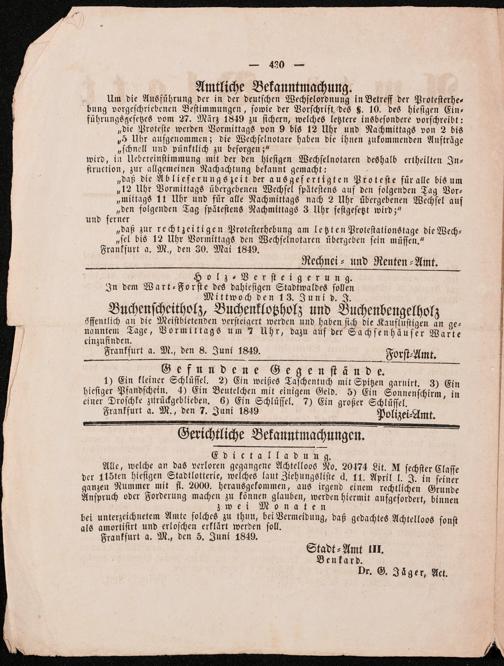 — 430 —
Amtliche Bekanntmachung.
Um die Ausführung der in der deutschen Wechselordnung in Betreff der Protesterhe-
bung vorgeschriebenen Bestimmungen, sowie der Vorschrift des §. 10. des hiesigen Ein-
führungsgesetzes vom 27. März 1849 zu sichern, welches letztere insbesondere vorschreibt:
„die Proteste werden Vormittags von 9 bis 12 Uhr und Nachmittags von 2 bis
„5 Uhr aufgenommen; die Wechselnotare haben die ihnen zukommenden Aufträge
„schnell und pünktlich zu besorgen;“
wird, in Uebereinstimmung mit der den hiesigen Wechselnotaren deshalb ertheilten In-
struction, zur allgemeinen Nachachtung bekannt gemacht:
„daß die Ablieferungszeit der ausgefertigten Proteste für alle bis um
„12 Uhr Vormittags übergebenen Wechsel spätestens auf den folgenden Tag Vor-
„mittags 11 Uhr und für alle Nachmittags nach 2 Uhr übergebenen Wechsel auf
„den folgenden Tag spätestens Nachmittags 3 Uhr festgesetzt wird;“
und ferner
„daß zur rechtzeitigen Protesterhebung am letzten Protestationstage die Wech-
„sel bis 12 Uhr Vormittags den Wechselnotaren übergeben sein müssen.“
Frankfurt a. M., den 30. Mai 1849.
Rechnei- und Renten-Amt.
Holz-Versteigerung.
In dem Wart-Forste des dahiesigen Stadtwaldes sollen
Mittwoch den 13. Juni d. J.
Buchenscheitholz, Buchenklotzholz und Buchenbengelholz
öffentlich an die Meistbietenden versteigert werden und haben sich die Kauflustigen an ge-
nanntem Tage, Vormittags um 7 Uhr, dazu auf der Sachsenhäuser Warte
einzufinden.
Frankfurt a. M., den 8. Juni 1849.
Forst-Amt.
Gefundene Gegenstände.
1) Ein kleiner Schlüssel. 2) Ein weißes Taschentuch mit Spitzen garnirt. 3) Ein
hiesiger Pfandschein. 4) Ein Beutelchen mit einigem Geld. 5) Ein Sonnenschirm, in
einer Droschke zurückgeblieben. 6) Ein Schlüssel. 7) Ein großer Schlüssel.
Frankfurt a. M., den 7. Juni 1849
Polizei-Amt.
Gerichtliche Bekanntmachungen.
Edictalladung.
Alle, welche an das verloren gegangene Achtelloos No. 20474 Lit. M sechster Classe
der 115ten hiesigen Stadtlotterie, welches laut Ziehungsliste d. 11. April l. J. in seiner
ganzen Nummer mit fl. 2000. herausgekommen, aus irgend einem rechtlichen Grunde
Anspruch oder Forderung machen zu können glauben, werden hiermit aufgefordert, binnen
zwei Monaten
bei unterzeichnetem Amte solches zu thun, bei Vermeidung, daß gedachtes Achtelloos sonst
als amortisirt und erloschen erklärt werden soll.
Frankfurt a. M., den 5. Juni 1849.
Stadt-Amt III.
Benkard.
Dr. G. Jäger, Act.